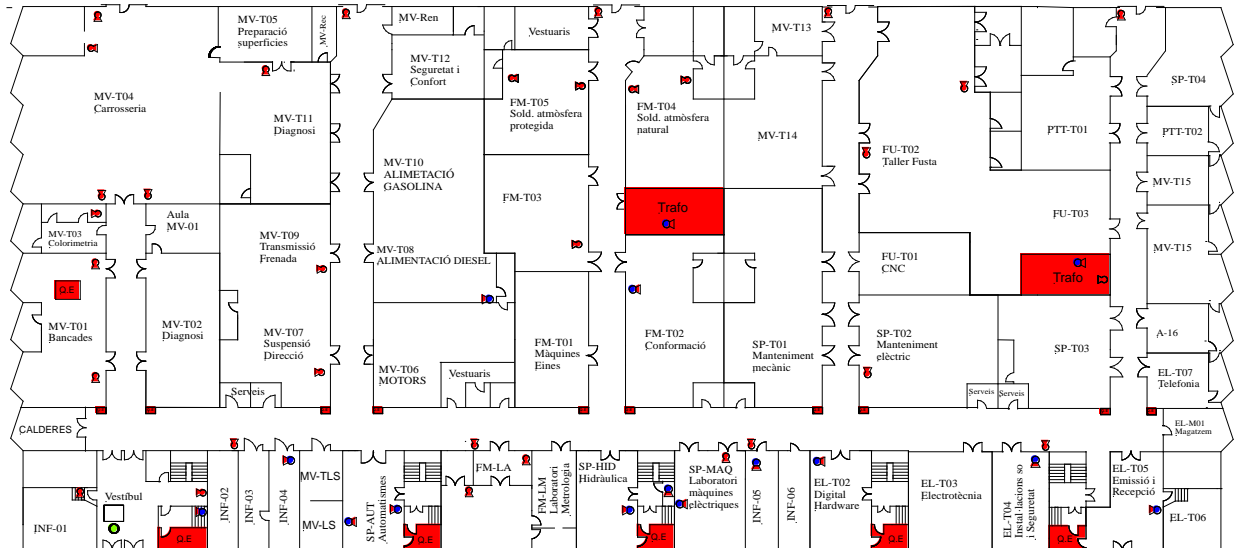 MV-T05
Preparació
superficies
MV-Rec
MV-Ren
Vestuaris
MV-T13
MV-T12
Seguretat i
Confort
SP-T04
MV-T04
Carrosseria
MV-T11
Diagnosi
FM-T05
Sold. atmòsfera
protegida
FM-T04
Sold. atmòsfera
natural
MV-T14
PTT-T01
PTT-T02
FU-T02
Taller Fusta
MV-T10
ALIMETACIÓ
GASOLINA
FM-T03
MV-T15
Trafo
FU-T03
Aula
MV-01
MV-T03
Colorimetria
MV-T09
Transmissió
Frenada
MV-T08
ALIMENTACIÓ DIESEL
FU-T01
CNC
MV-T15
Trafo
Q.E
MV-T01
Bancades
MV-T02
Diagnosi
MV-T07
Suspensió
Direcció
FM-T01
Màquines
Eines
FM-T02
Conformació
SP-T01
Manteniment
mecànic
SP-T02
Manteniment
elèctric
SP-T03
A-16
MV-T06
MOTORS
Vestuaris
EL-T07
Telefonia
Serveis
Serveis
Serveis
CALDERES
EL-M01
Magatzem
Vestíbul
INF-01
Q.E
INF-02
INF-03
INF-04
MV-TLS
MV-LS
SP-AUT
Automatismes
Q.E
FM-LA
FM-LM
Laboratori
Metrologia
SP-HID
Hidràulica
Q.E
SP-MAQ
Laboratori
màquines
elèctriques
INF-05
INF-06
EL-T02
Digital
Hardware
Q.E
EL-T03
Electrotècnia
EL-T04
Instal·lacions so
i Seguretat
Q.E
EL-T05
Emissió i
Recepció
EL-T06